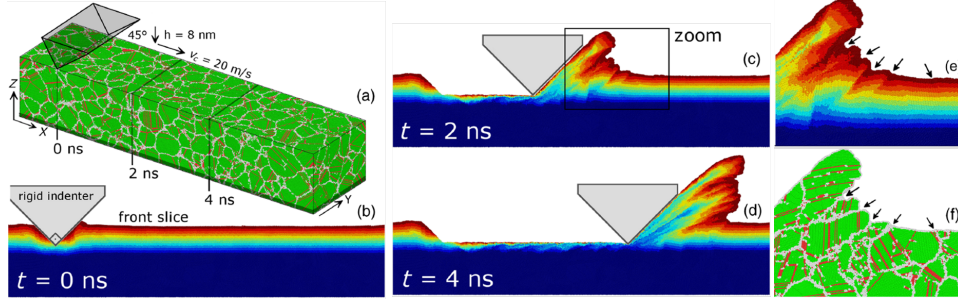 45° h = 8 nm
v_c = 20 m/s
(a)
Z
X
Y
0 ns
2 ns
4 ns
rigid indenter
(b)
front slice
t = 0 ns
zoom
(c)
t = 2 ns
(d)
t = 4 ns
(e)
(f)